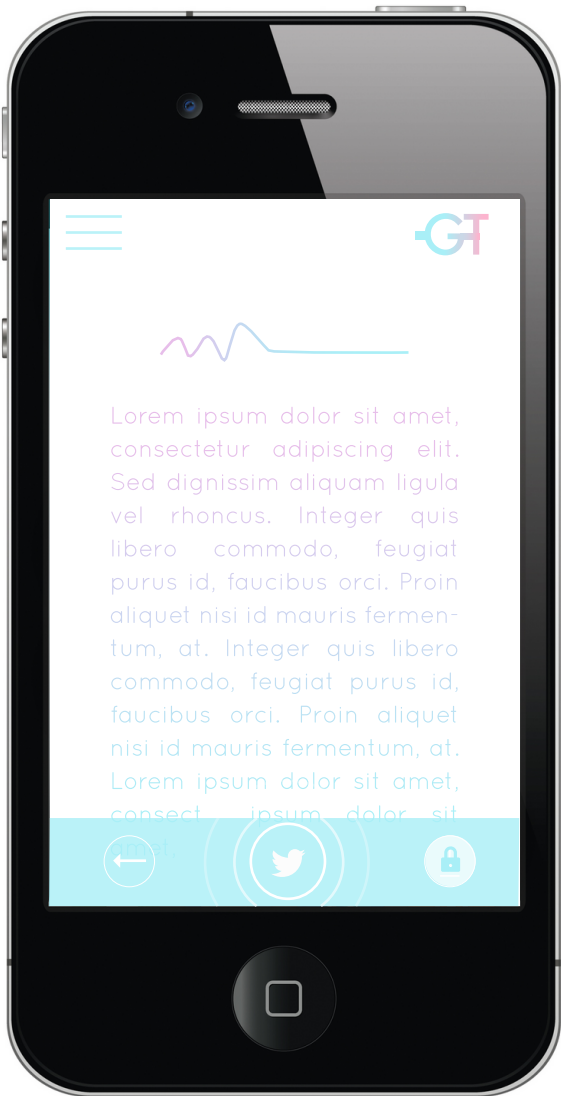 GT
Lorem ipsum dolor sit amet,
consectetur adipiscing elit.
Sed dignissim aliquam ligula
vel rhoncus. Integer quis
libero commodo, feugiat
purus id, faucibus orci. Proin
aliquet nisi id mauris fermen-
tum, at. Integer quis libero
commodo, feugiat purus id,
faucibus orci. Proin aliquet
nisi id mauris fermentum, at.
Lorem ipsum dolor sit amet,
consect ipsum dolor sit
amet.